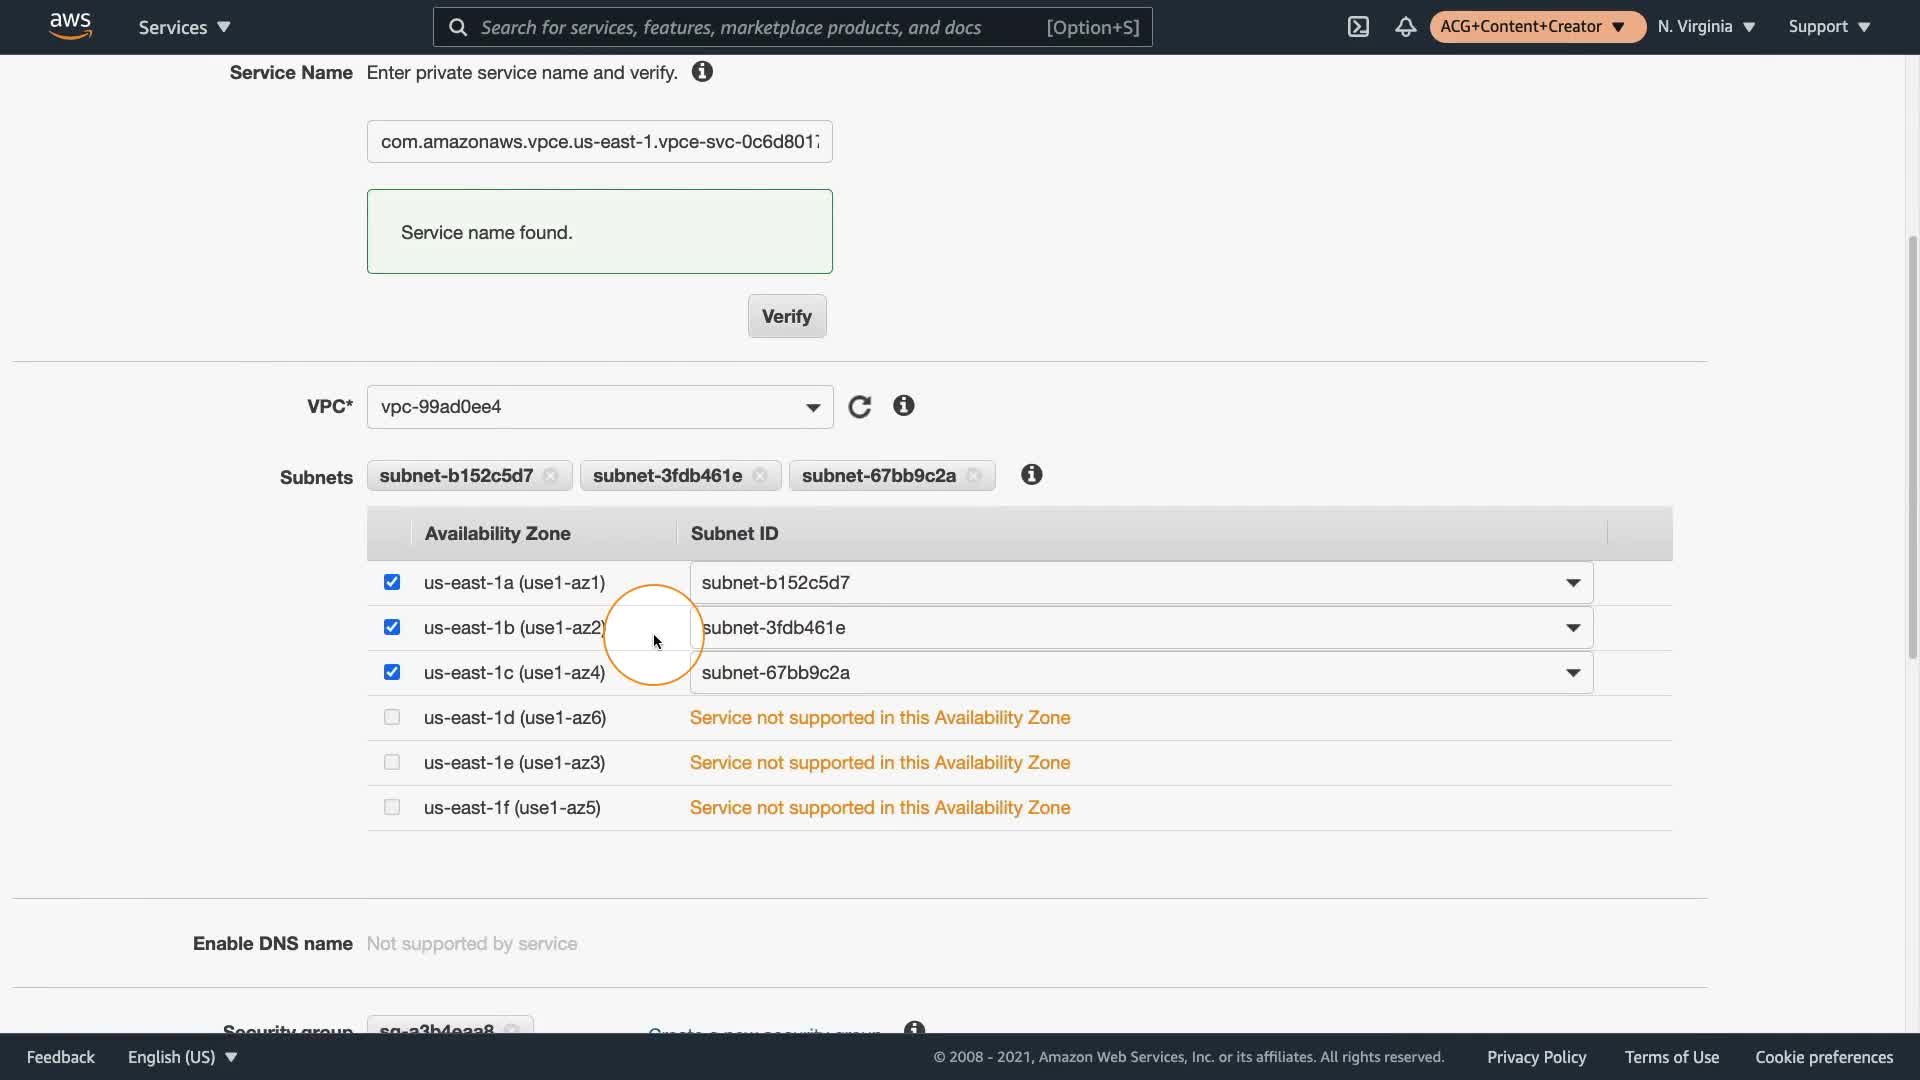 aws Services Search for services, features, marketplace products, and docs [Option+S] ACG+Content+Creator N. Virginia Support
Service Name Enter private service name and verify.
com.amazonaws.vpce.us-east-1.vpce-svc-0c6d8017
Service name found.
Verify
VPC* vpc-99ad0ee4
Subnets subnet-b152c5d7 subnet-3fdb461e subnet-67bb9c2a
Availability Zone Subnet ID
us-east-1a (use1-az1) subnet-b152c5d7
us-east-1b (use1-az2) subnet-3fdb461e
us-east-1c (use1-az4) subnet-67bb9c2a
us-east-1d (use1-az6) Service not supported in this Availability Zone
us-east-1e (use1-az3) Service not supported in this Availability Zone
us-east-1f (use1-az5) Service not supported in this Availability Zone
Enable DNS name Not supported by service
Security group sg-a3b4eaa8 Create a new security group
Feedback English (US) © 2008 - 2021, Amazon Web Services, Inc. or its affiliates. All rights reserved. Privacy Policy Terms of Use Cookie preferences